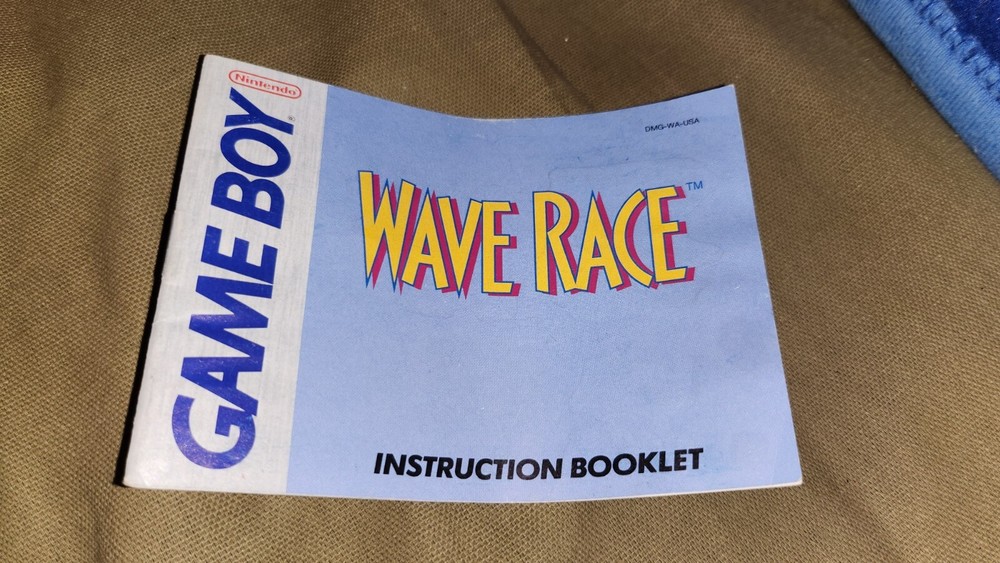 Nintendo®
GAME BOY®
DMG-WA-USA
WAVE RACE™
INSTRUCTION BOOKLET